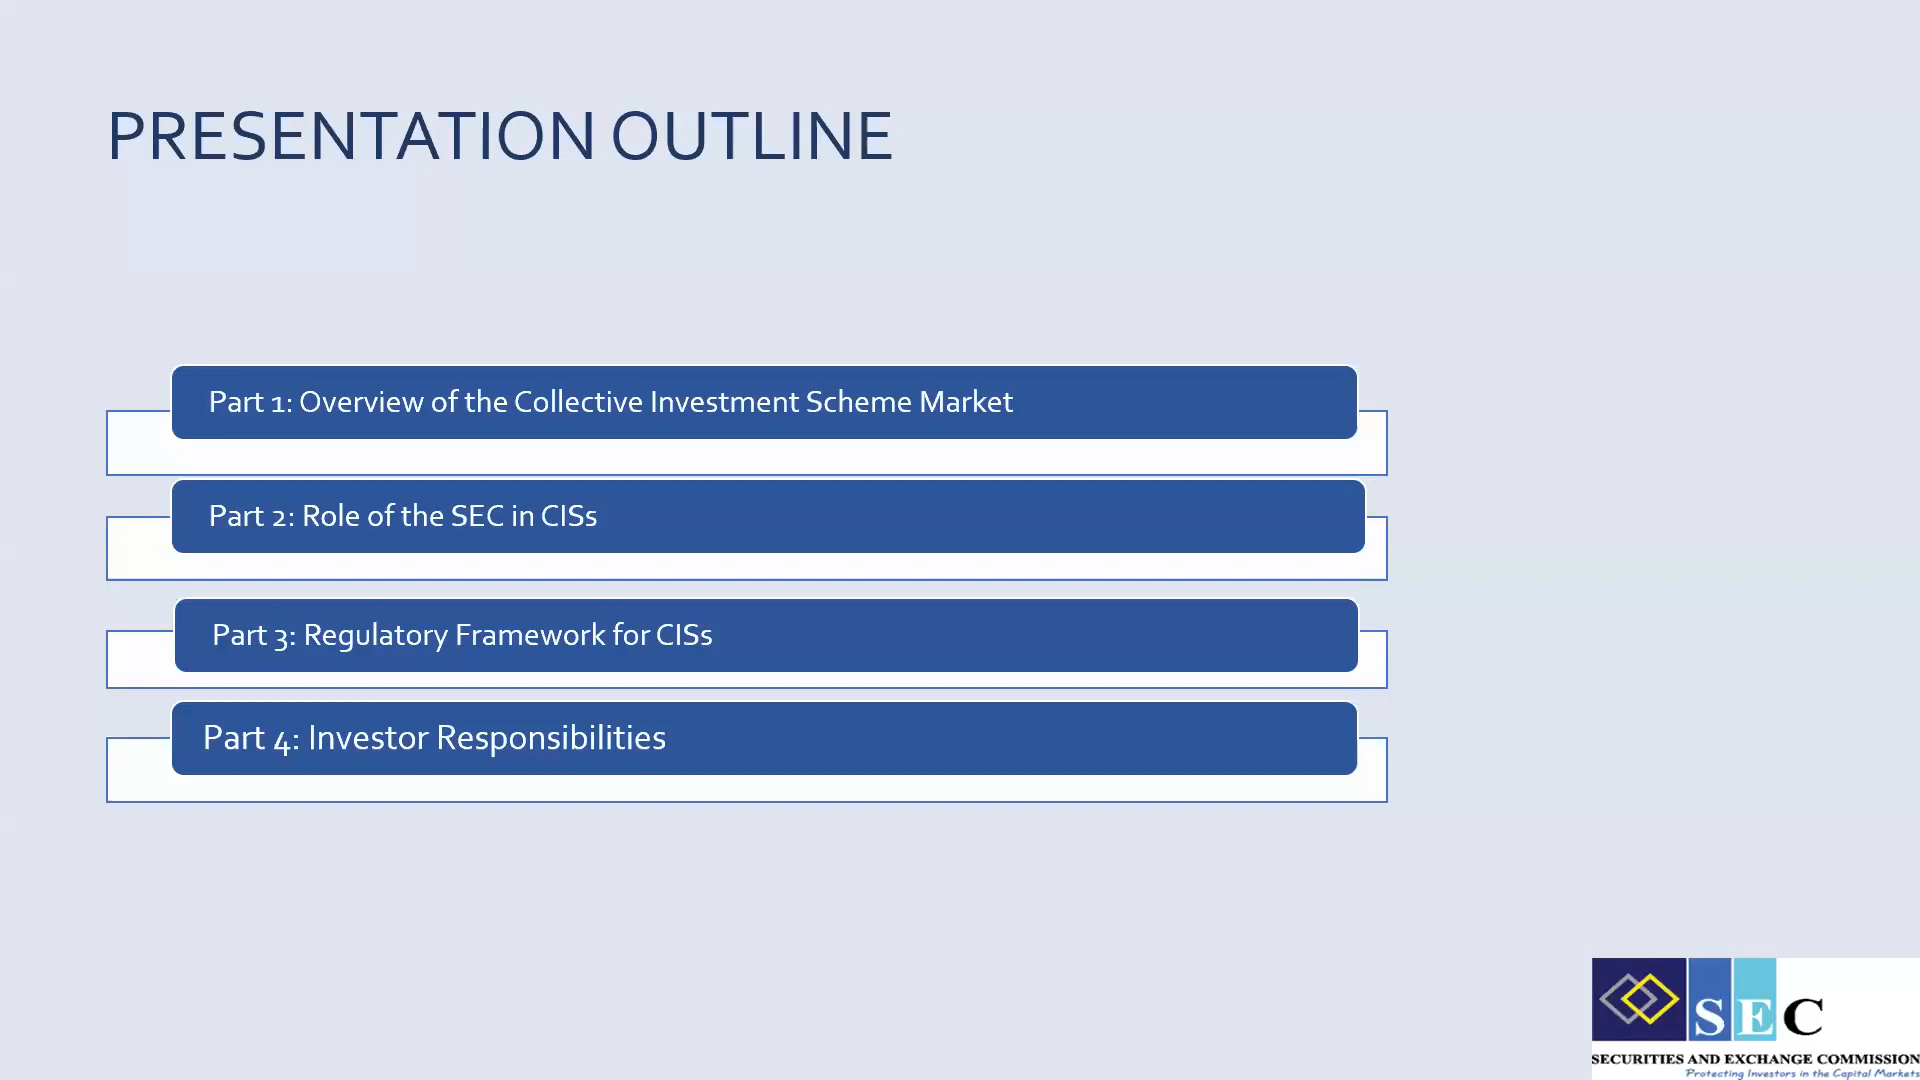 PRESENTATION OUTLINE
Part 1: Overview of the Collective Investment Scheme Market
Part 2: Role of the SEC in CISs
Part 3: Regulatory Framework for CISs
Part 4: Investor Responsibilities
SEC
SECURITIES AND EXCHANGE COMMISSION
Protecting Investors in the Capital Markets